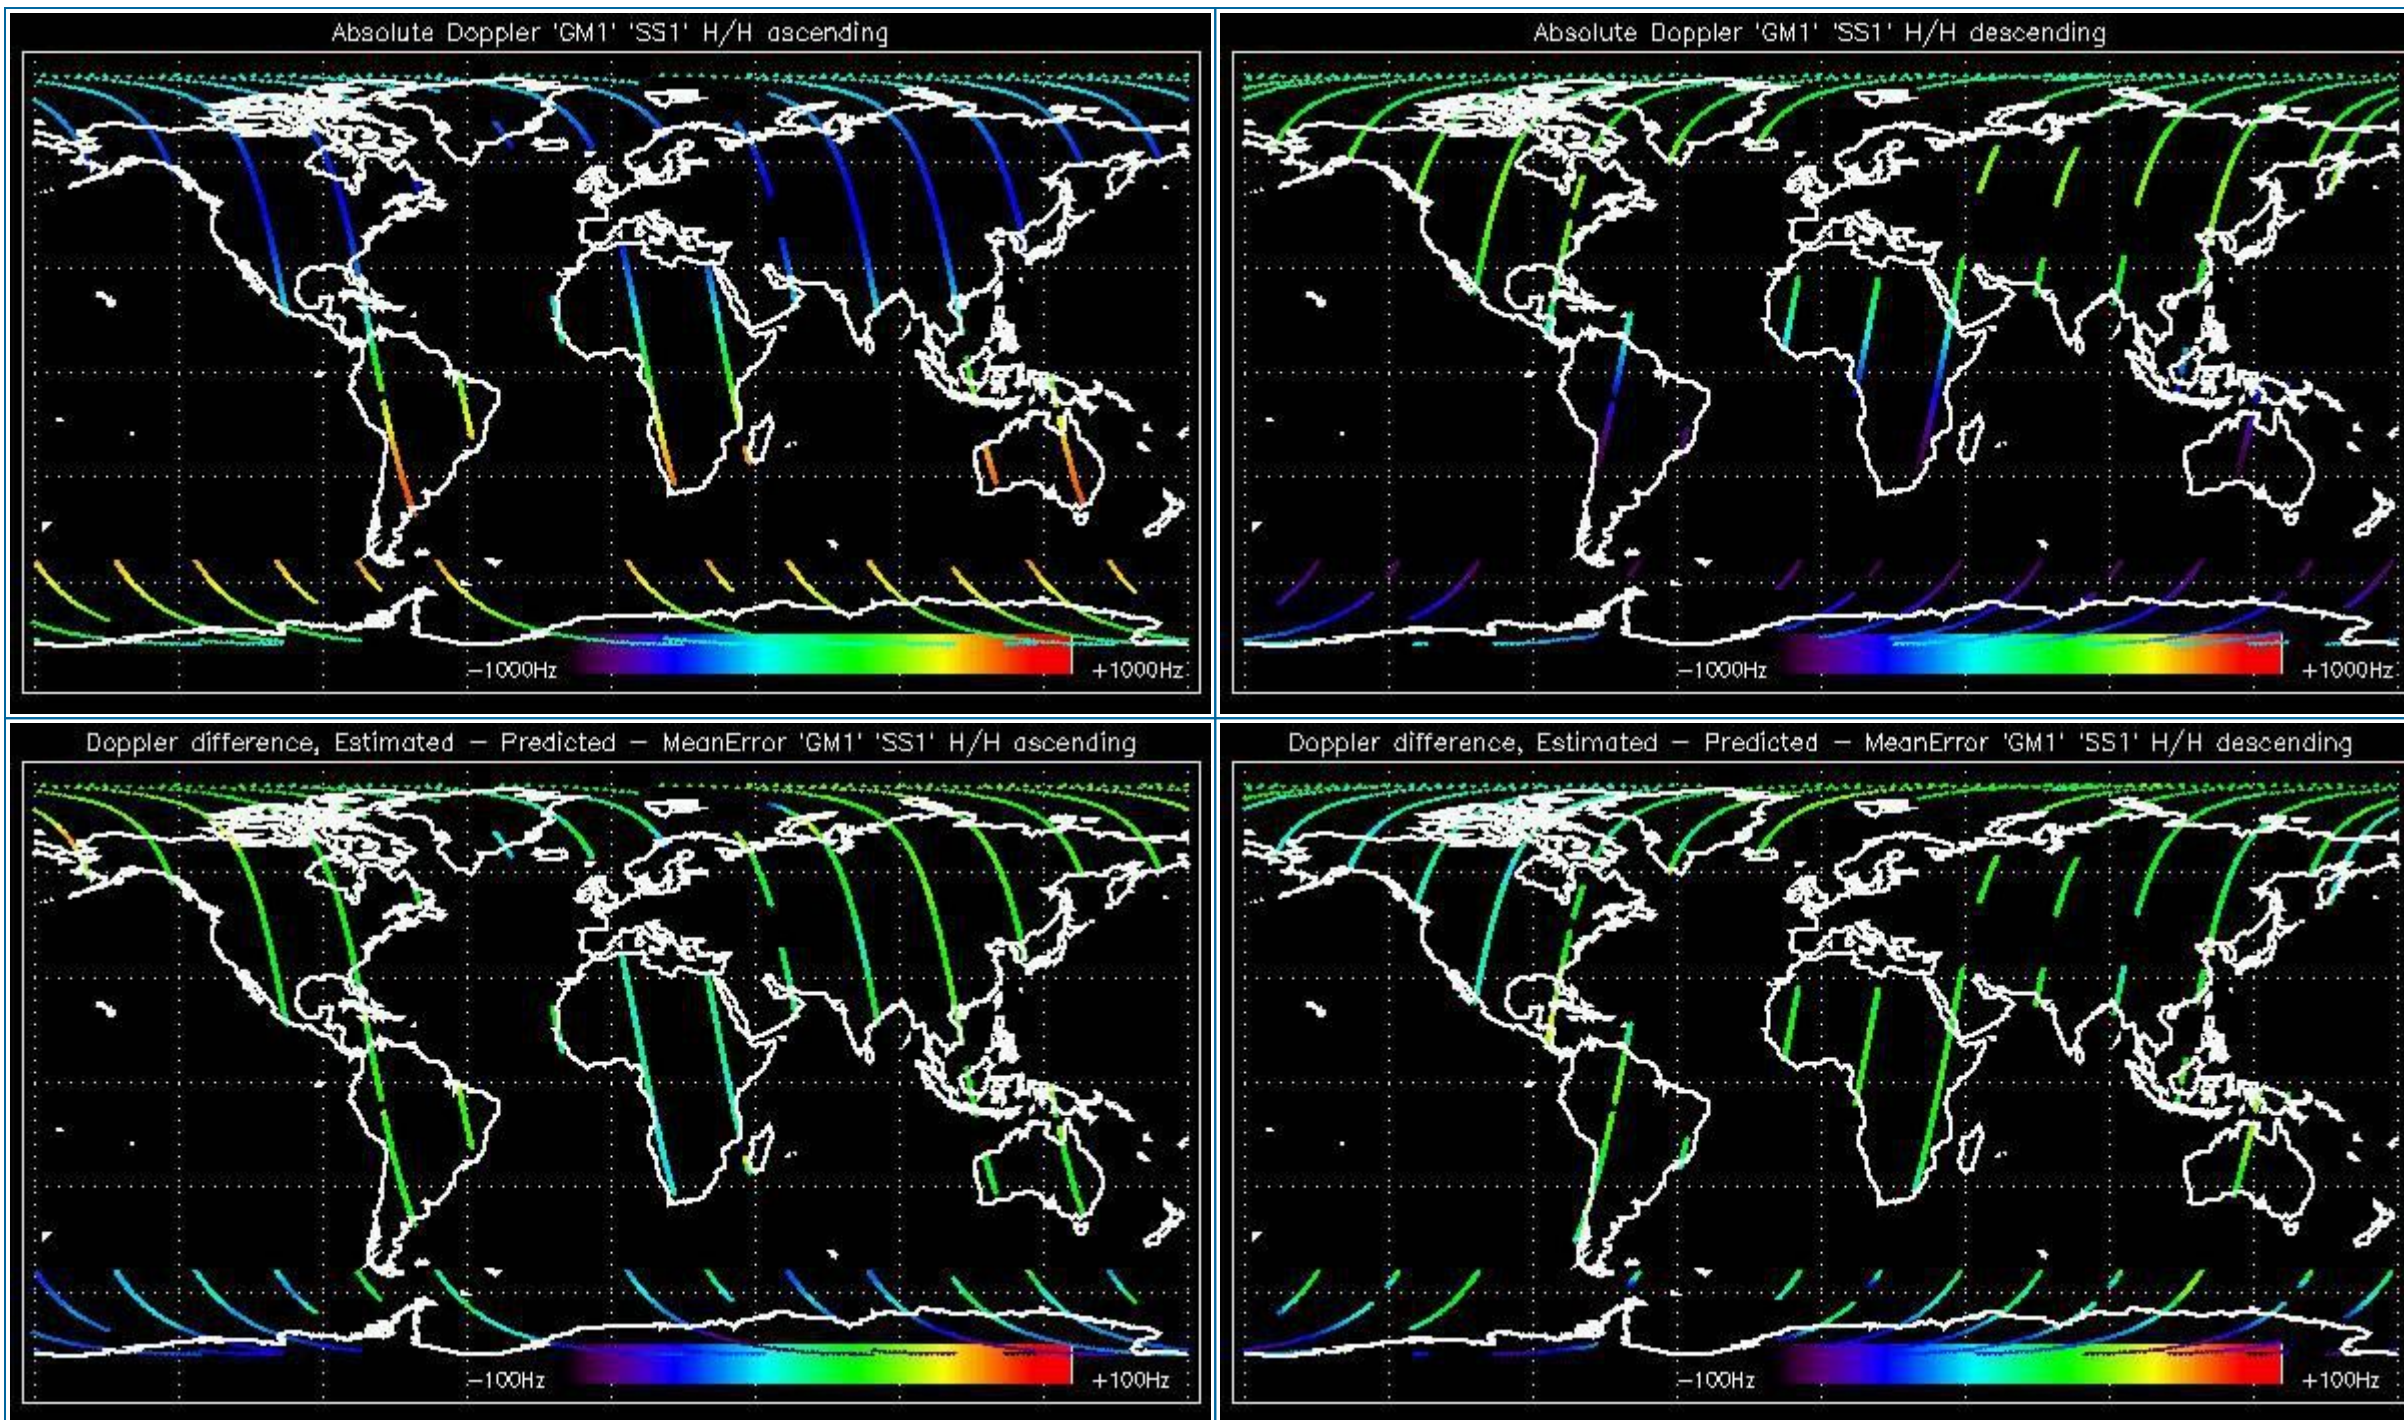 Absolute Doppler 'GM1' 'SS1' H/H ascending
−1000Hz
+1000Hz
Absolute Doppler 'GM1' 'SS1' H/H descending
−1000Hz
+1000Hz
Doppler difference, Estimated − Predicted − MeanError 'GM1' 'SS1' H/H ascending
−100Hz
+100Hz
Doppler difference, Estimated − Predicted − MeanError 'GM1' 'SS1' H/H descending
−100Hz
+100Hz